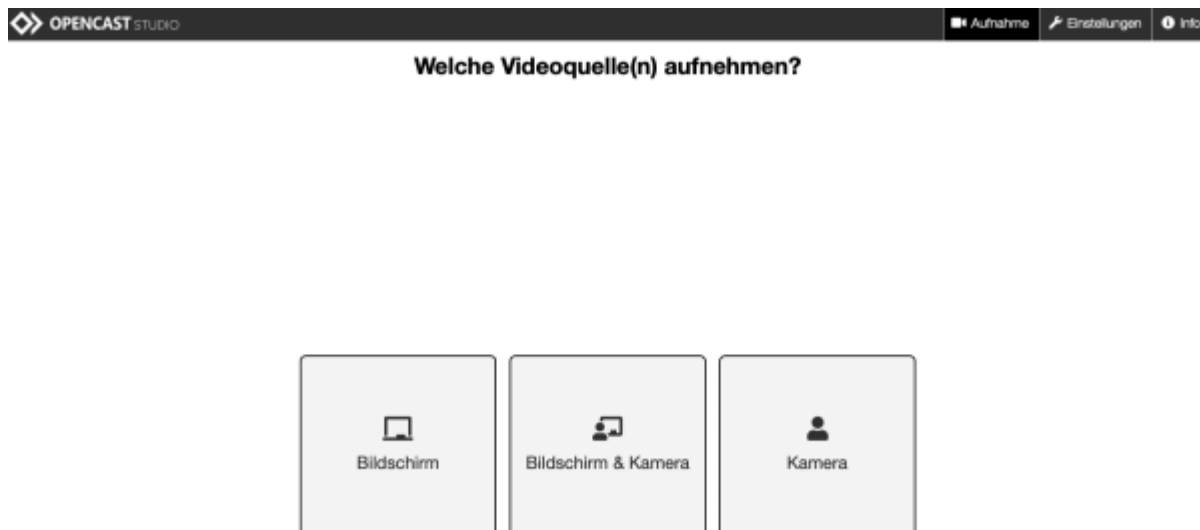 OPENCAST STUDIO Aufnahme Einstellungen Info
Welche Videoquelle(n) aufnehmen?
Bildschirm Bildschirm & Kamera Kamera